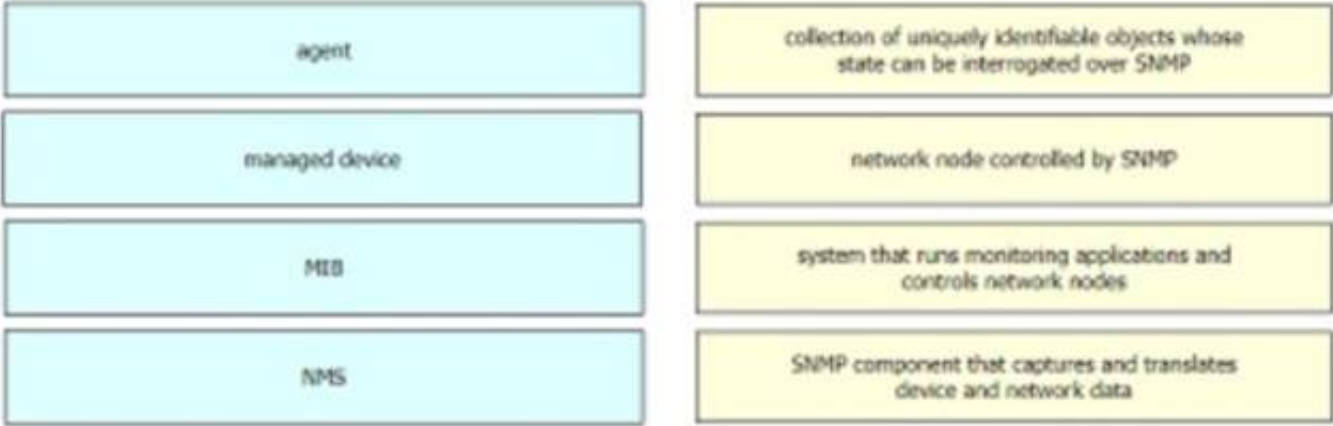 agent
collection of uniquely identifiable objects whose
state can be interrogated over SNMP
managed device
network node controlled by SNMP
MIB
system that runs monitoring applications and
controls network nodes
NMS
SNMP component that captures and translates
device and network data